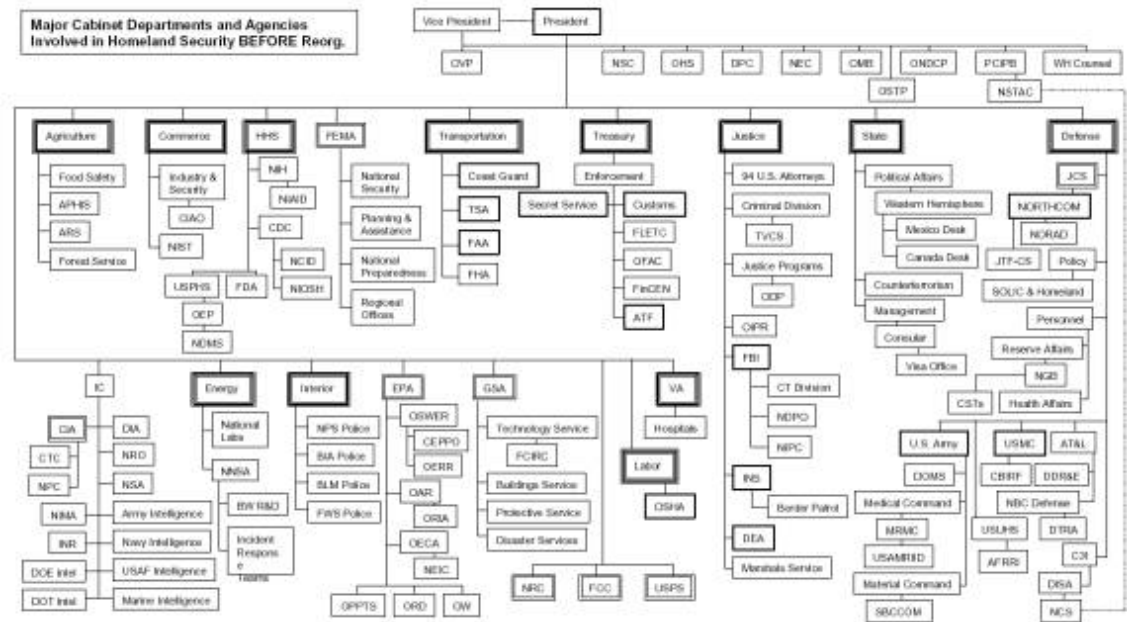 Major Cabinet Departments and Agencies
Involved in Homeland Security BEFORE Reorg.
Vice President
President
OVP
NSC
OHS
DPC
NEC
OMB
ONDCP
PCIPB
WH Counsel
OSTP
NSTAC
Agriculture
Food Safety
APHIS
ARS
Forest Service
Commerce
Industry &
Security
CIAO
NIST
HHS
NIH
NIAID
CDC
NCID
NIOSH
USPHS
FDA
OEP
NDMS
FEMA
National
Security
Planning &
Assistance
National
Preparedness
Regional
Offices
Transportation
Coast Guard
TSA
FAA
FHA
Treasury
Enforcement
Secret Service
Customs
FLETC
OFAC
FinCEN
ATF
Justice
94 U.S. Attorneys
Criminal Division
TVCS
Justice Programs
ODP
OIPR
FBI
CT Division
NDPO
NIPC
INS
Border Patrol
DEA
Marshals Service
State
Political Affairs
Western Hemisphere
Mexico Desk
Canada Desk
Counterterrorism
Management
Consular
Visa Office
Defense
JCS
NORTHCOM
NORAD
JTF-CS
Policy
SO/LIC & Homeland
Personnel
Reserve Affairs
NGB
CSTs
Health Affairs
U.S. Army
USMC
AT&L
DOMS
CBIRF
DDR&E
Medical Command
NBC Defense
MRMC
USUHS
DTRA
USAMRIID
AFRRI
C3I
Material Command
DISA
SBCCOM
NCS
IC
CIA
DIA
CTC
NRO
NPC
NSA
NIMA
Army Intelligence
INR
Navy Intelligence
DOE Intel
USAF Intelligence
DOT Intel
Marine Intelligence
Energy
National
Labs
NNSA
BW R&D
Incident
Respons
e
Teams
Interior
NPS Police
BIA Police
BLM Police
FWS Police
EPA
OSWER
CEPPO
OERR
OAR
ORIA
OECA
NEIC
OPPTS
ORD
OW
GSA
Technology Service
FCIRC
Buildings Service
Protective Service
Disaster Services
NRC
FCC
USPS
Labor
OSHA
VA
Hospitals